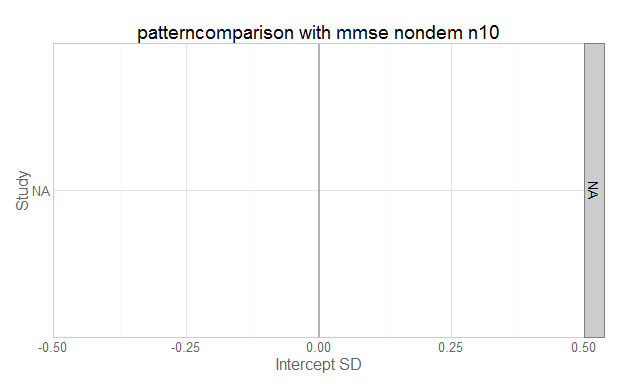 patterncomparison with mmse nondem n10
Study
NA
NA
-0.50 -0.25 0.00 0.25 0.50
Intercept SD